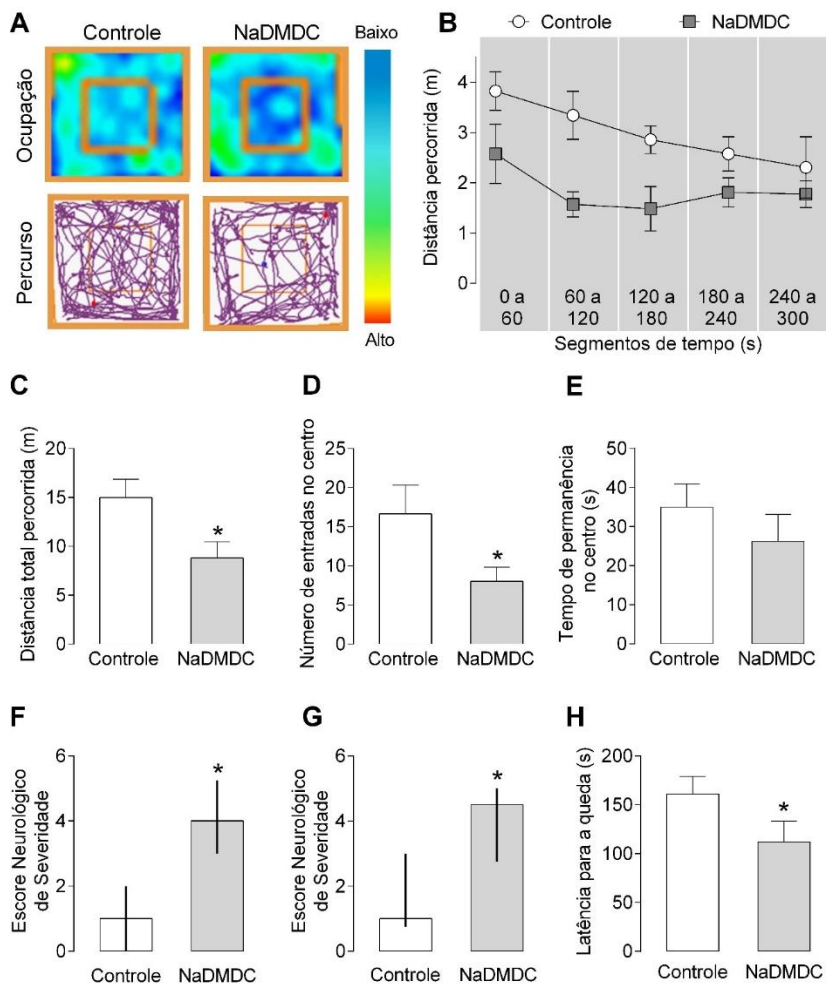 A
Controle
NaDMDC
Baixo
Ocupação
Percurso
Alto
B
Controle
NaDMDC
Distância percorrida (m)
4
3
2
1
0
0 a
60
60 a
120
120 a
180
180 a
240
240 a
300
Segmentos de tempo (s)
C
Distância total percorrida (m)
20
15
10
5
0
*
Controle
NaDMDC
D
Número de entradas no centro
25
20
15
10
5
0
*
Controle
NaDMDC
E
Tempo de permanência
no centro (s)
50
40
30
20
10
0
Controle
NaDMDC
F
Escore Neurológico
de Severidade
6
4
2
0
*
Controle
NaDMDC
G
Escore Neurológico
de Severidade
6
4
2
0
*
Controle
NaDMDC
H
Latência para a queda (s)
200
150
100
50
0
*
Controle
NaDMDC